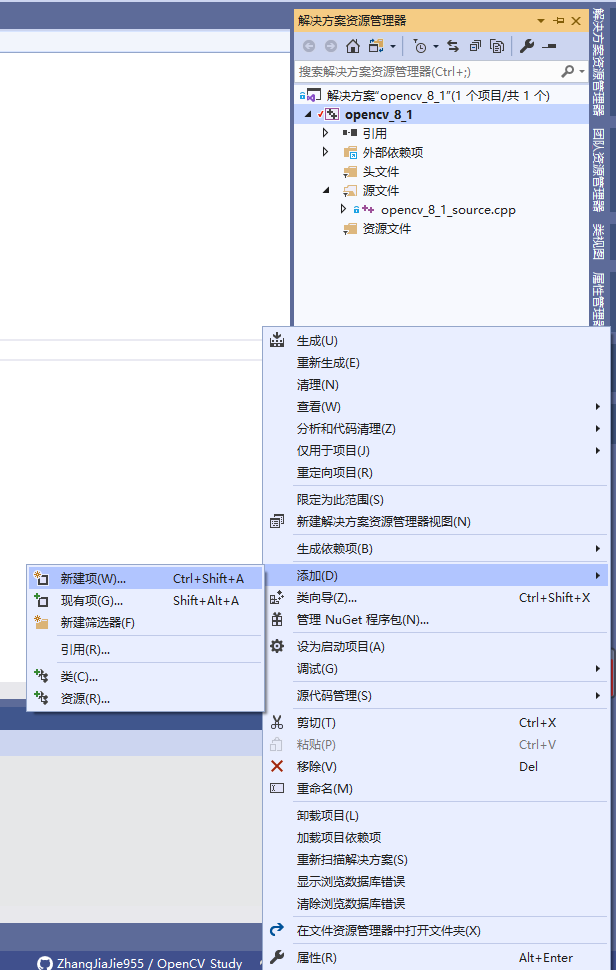 解决方案资源管理器
搜索解决方案资源管理器(Ctrl+;)
解决方案"opencv_8_1"(1 个项目/共 1 个)
opencv_8_1
引用
外部依赖项
头文件
源文件
opencv_8_1_source.cpp
资源文件
解决方案资源管理器
团队资源管理器
类视图
属性管理器
生成(U)
重新生成(E)
清理(N)
查看(W)
分析和代码清理(Z)
仅用于项目(J)
重定向项目(R)
限定为此范围(S)
新建解决方案资源管理器视图(N)
生成依赖项(B)
添加(D)
类向导(Z)... Ctrl+Shift+X
管理 NuGet 程序包(N)...
设为启动项目(A)
调试(G)
源代码管理(S)
剪切(T) Ctrl+X
粘贴(P) Ctrl+V
移除(V) Del
重命名(M)
卸载项目(L)
加载项目依赖项
重新扫描解决方案(S)
显示浏览数据库错误
清除浏览数据库错误
在文件资源管理器中打开文件夹(X)
属性(R) Alt+Enter
新建项(W)... Ctrl+Shift+A
现有项(G)... Shift+Alt+A
新建筛选器(F)
引用(R)...
类(C)...
资源(R)...
ZhangJiaJie955 / OpenCV Study